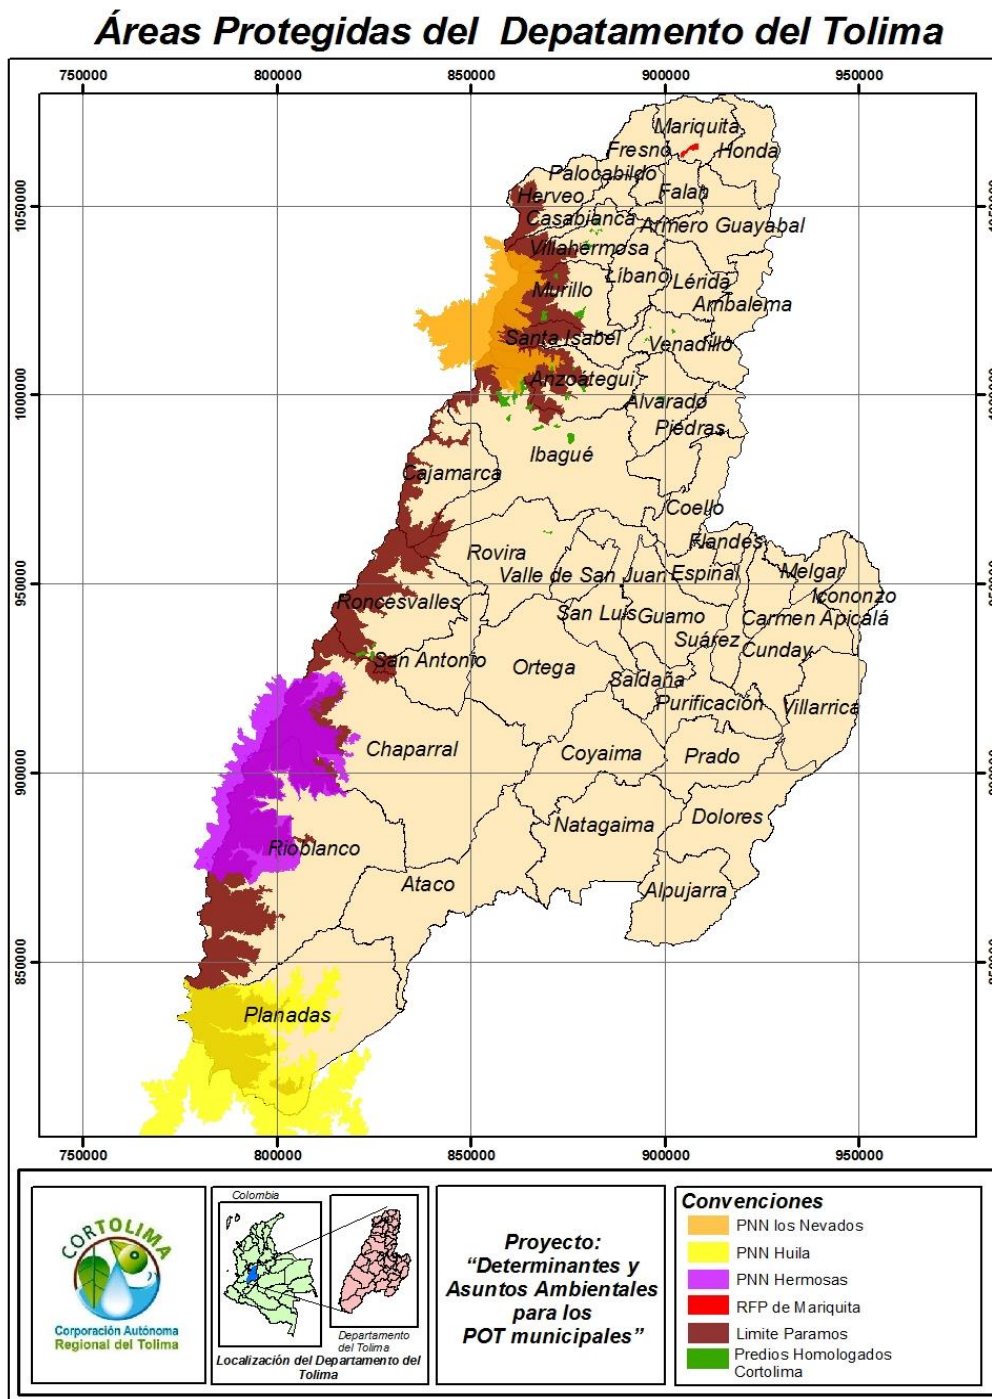 Áreas Protegidas del Depatamento del Tolima
750000 800000 850000 900000 950000
1050000
1000000
950000
900000
850000
1050000
1000000
950000
900000
850000
Mariquita
Fresno
Honda
Palocabildo
Herveo
Falan
Casabianca
Armero Guayabal
Villahermosa
Líbano
Lérida
Murillo
Ambalema
Santa Isabel
Venadillo
Anzoategui
Alvarado
Piedras
Ibagué
Cajamarca
Coello
Rovira
Flandes
Valle de San Juan
Espinal
Melgar
Icononzo
Roncesvalles
San Luis
Guamo
Carmen Apicalá
Suárez
Cunday
San Antonio
Ortega
Saldaña
Purificación
Villarrica
Chaparral
Coyaima
Prado
Natagaima
Dolores
Rioblanco
Ataco
Alpujarra
Planadas
750000 800000 850000 900000 950000
CORTOLIMA
Corporación Autónoma
Regional del Tolima
Colombia
Departamento
del Tolima
Localización del Departamento del
Tolima
Proyecto:
“Determinantes y
Asuntos Ambientales
para los
POT municipales”
Convenciones
PNN los Nevados
PNN Huila
PNN Hermosas
RFP de Mariquita
Limite Paramos
Predios Homologados
Cortolima